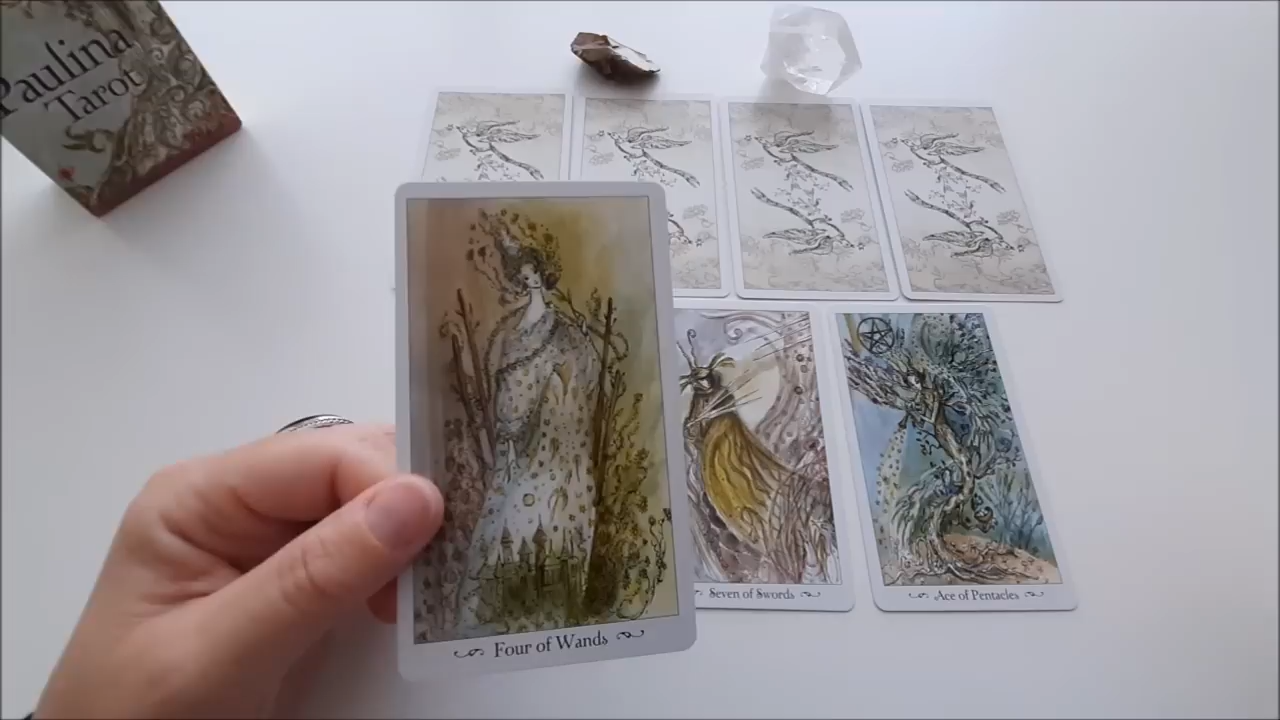 Paulina
Tarot
Four of Wands
Seven of Swords
Ace of Pentacles